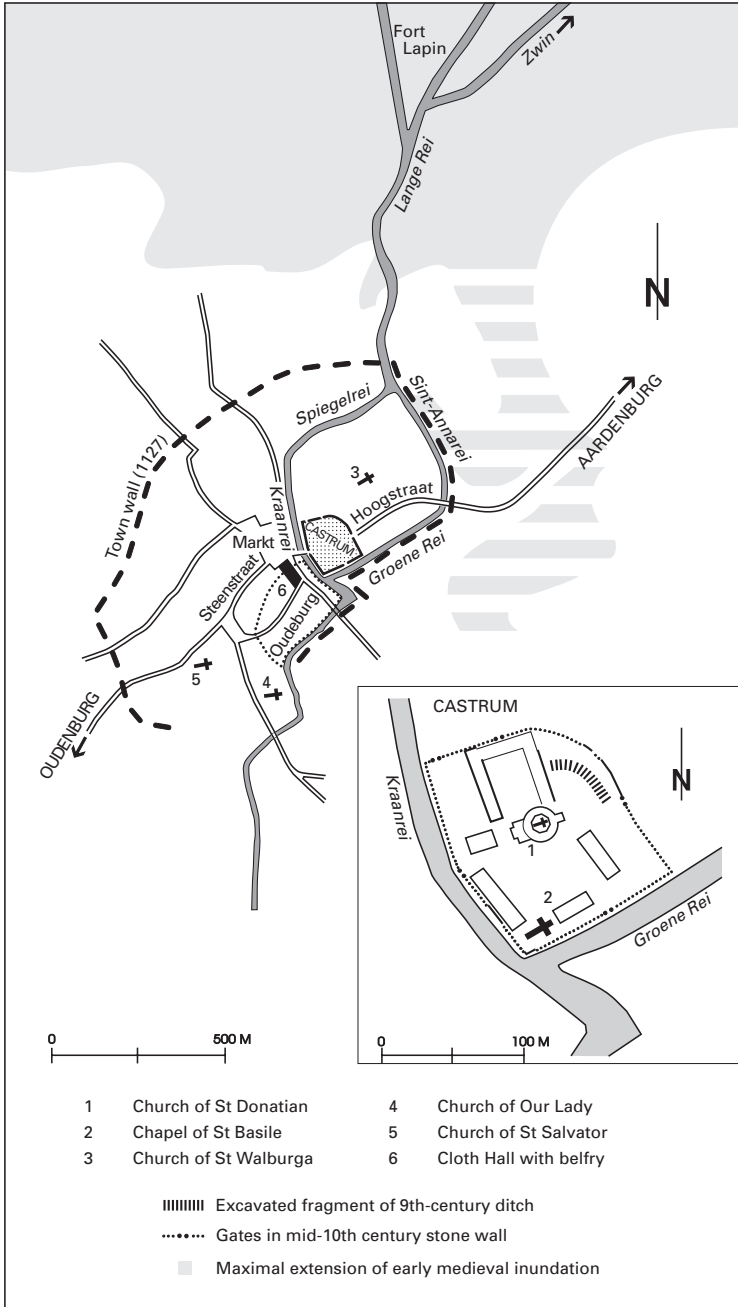 Fort
Lapin
Zwin
Lange Rei
N
Spiegelrei
Sint-Annarei
AARDENBURG
Town wall (1127)
3
Kraanrei
Hoogstraat
CASTRUM
Markt
Groene Rei
Steenstraat
6
Oudeburg
5
4
OUDENBURG
CASTRUM
N
Kraanrei
1
2
Groene Rei
0 500 M
0 100 M
1 Church of St Donatian
2 Chapel of St Basile
3 Church of St Walburga
4 Church of Our Lady
5 Church of St Salvator
6 Cloth Hall with belfry
Excavated fragment of 9th-century ditch
Gates in mid-10th century stone wall
Maximal extension of early medieval inundation